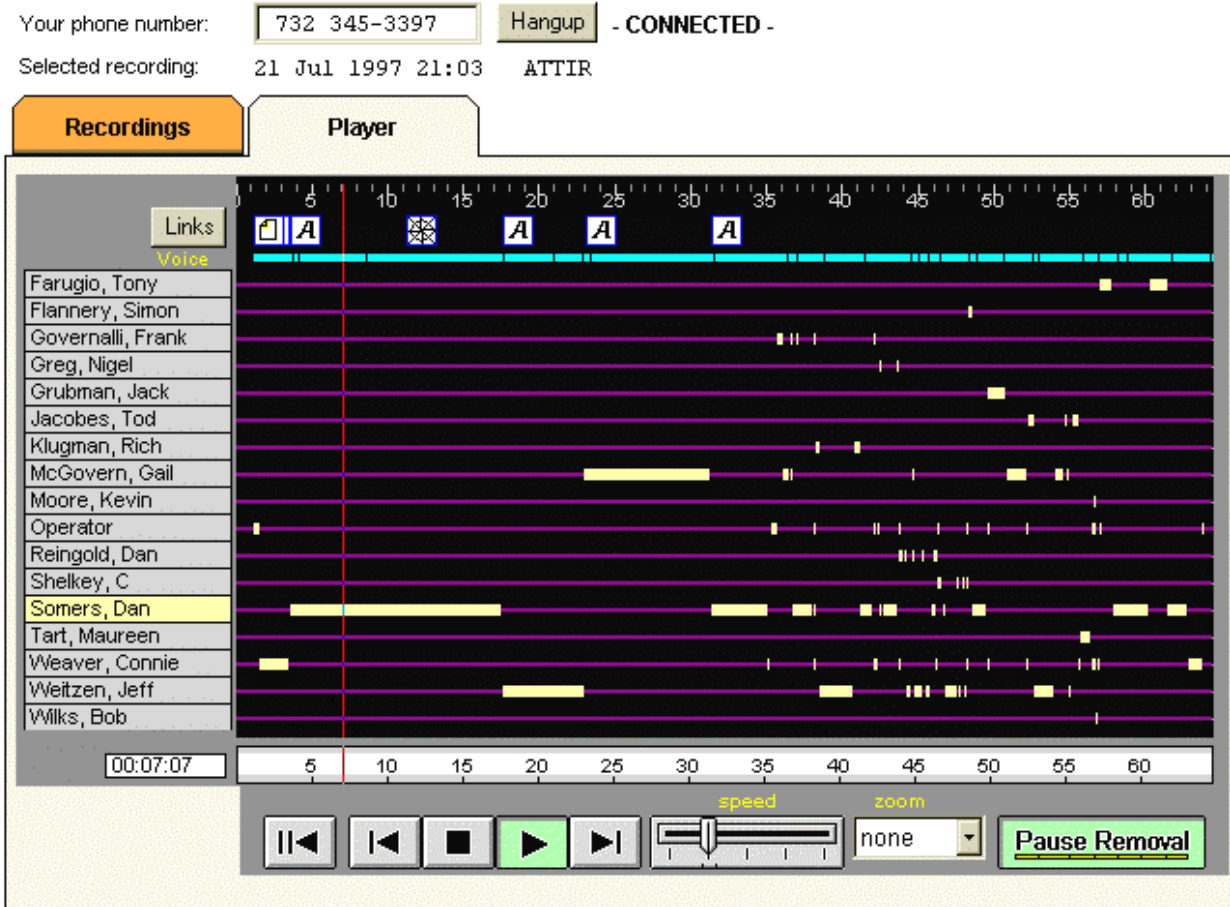 Your phone number: 732 345-3397 Hangup - CONNECTED -
Selected recording: 21 Jul 1997 21:03 ATTIR
Recordings Player
5 10 15 20 25 30 35 40 45 50 55 60
Links A A A A
Voice
Farugio, Tony
Flannery, Simon
Governalli, Frank
Greg, Nigel
Grubman, Jack
Jacobes, Tod
Klugman, Rich
McGovern, Gail
Moore, Kevin
Operator
Reingold, Dan
Shelkey, C
Somers, Dan
Tart, Maureen
Weaver, Connie
Weitzen, Jeff
Wilks, Bob
00:07:07 5 10 15 20 25 30 35 40 45 50 55 60
speed zoom
none Pause Removal